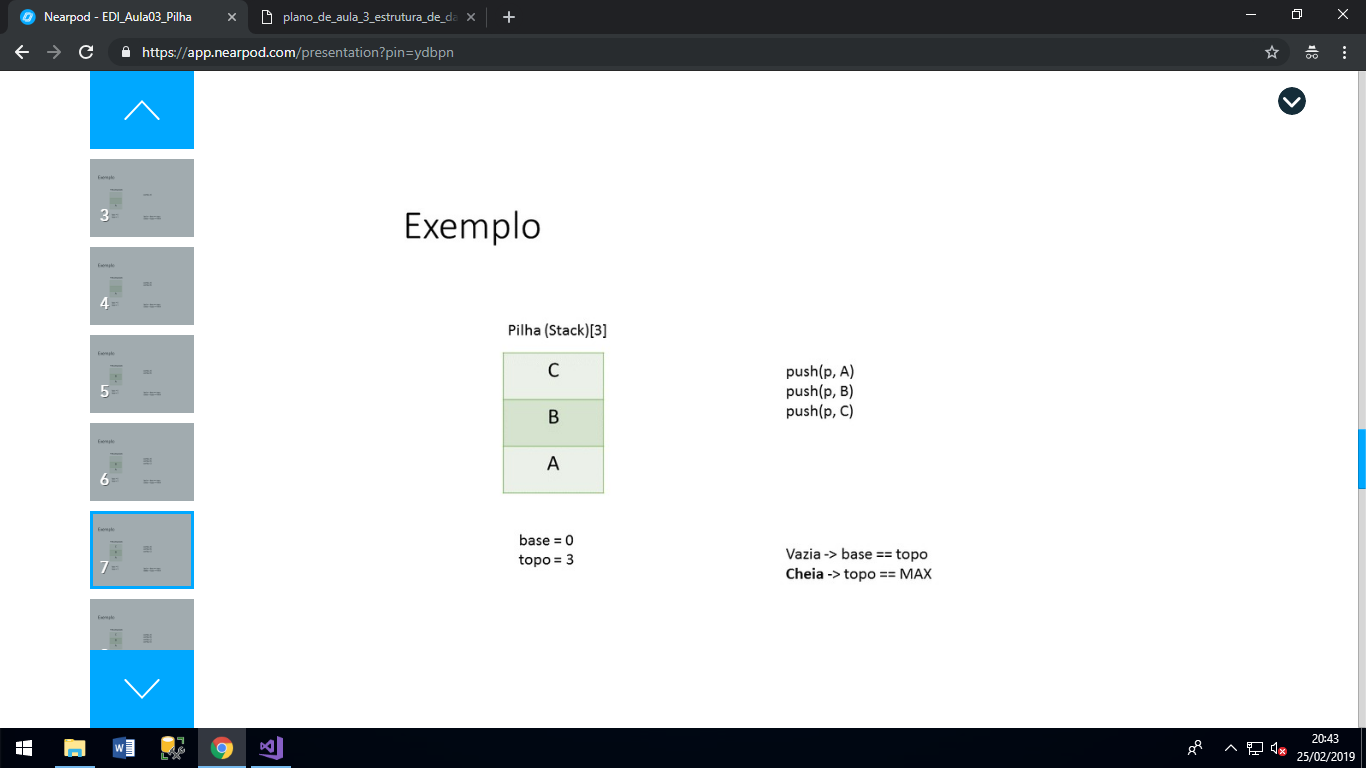 Nearpod - EDI_Aula03_Pilha
plano_de_aula_3_estrutura_de_da
https://app.nearpod.com/presentation?pin=ydbpn
Exemplo
3
Exemplo
4
Exemplo
5
Exemplo
6
Exemplo
7
Exemplo
Exemplo
Pilha (Stack)[3]
C
B
A
push(p, A)
push(p, B)
push(p, C)
base = 0
topo = 3
Vazia -> base == topo
Cheia -> topo == MAX
20:43
25/02/2019